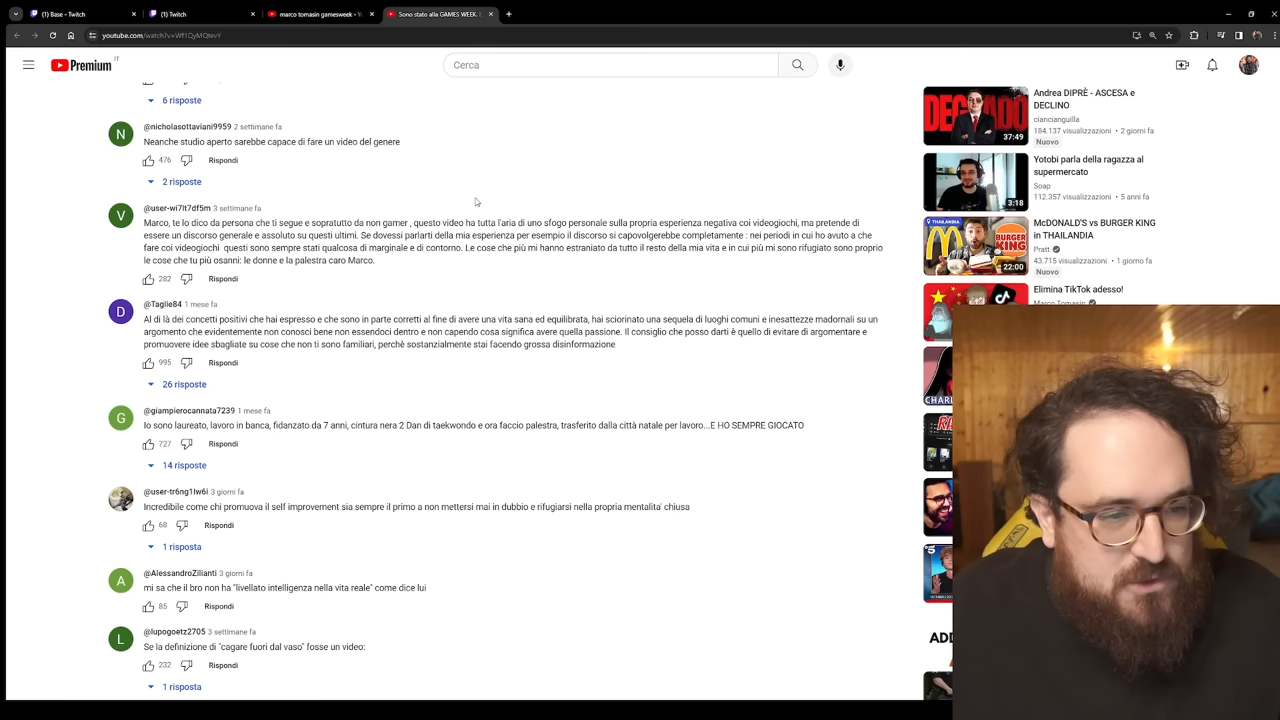 (1) Base - Twitch
(1) Twitch
marco tomasin gamesweek - Y
Sono stato alla GAMES WEEK.
youtube.com/watch?v=Wf1QyMQtevY
Premium IT
Cerca
6 risposte
N
@nicholasottaviani9959 2 settimane fa
Neanche studio aperto sarebbe capace di fare un video del genere
476 Rispondi
2 risposte
V
@user-wi7lt7df5m 3 settimane fa
Marco, te lo dico da persona che ti segue e sopratutto da non gamer , questo video ha tutta l'aria di uno sfogo personale sulla propria esperienza negativa coi videogiochi, ma pretende di
essere un discorso generale e assoluto su questi ultimi. Se dovessi parlarti della mia esperienza per esempio il discorso si capovolgerebbe completamente : nei periodi in cui ho avuto a che
fare coi videogiochi questi sono sempre stati qualcosa di marginale e di contorno. Le cose che più mi hanno estraniato da tutto il resto della mia vita e in cui più mi sono rifugiato sono proprio
le cose che tu più osanni: le donne e la palestra caro Marco.
282 Rispondi
D
@Taglie84 1 mese fa
Al di là dei concetti positivi che hai espresso e che sono in parte corretti al fine di avere una vita sana ed equilibrata, hai sciorinato una sequela di luoghi comuni e inesattezze madornali su un
argomento che evidentemente non conosci bene non essendoci dentro e non capendo cosa significa avere quella passione. Il consiglio che posso darti è quello di evitare di argomentare e
promuovere idee sbagliate su cose che non ti sono familiari, perchè sostanzialmente stai facendo grossa disinformazione
995 Rispondi
26 risposte
G
@giampierocannata7239 1 mese fa
Io sono laureato, lavoro in banca, fidanzato da 7 anni, cintura nera 2 Dan di taekwondo e ora faccio palestra, trasferito dalla città natale per lavoro...E HO SEMPRE GIOCATO
727 Rispondi
14 risposte
@user-tr6ng1lw6i 3 giorni fa
Incredibile come chi promuova il self improvement sia sempre il primo a non mettersi mai in dubbio e rifugiarsi nella propria mentalita' chiusa
68 Rispondi
1 risposta
A
@AlessandroZilianti 3 giorni fa
mi sa che il bro non ha "livellato intelligenza nella vita reale" come dice lui
85 Rispondi
L
@lupogoetz2705 3 settimane fa
Se la definizione di "cagare fuori dal vaso" fosse un video:
232 Rispondi
1 risposta
37:49
Andrea DIPRÈ - ASCESA e
DECLINO
ciancianguilla
184.137 visualizzazioni • 2 giorni fa
Nuovo
3:18
Yotobi parla della ragazza al
supermercato
Soap
112.357 visualizzazioni • 5 anni fa
THAILANDIA
BURGER
KING
22:00
McDONALD'S vs BURGER KING
in THAILANDIA
Pratt
43.715 visualizzazioni • 1 giorno fa
Nuovo
Elimina TikTok adesso!
Marco Tomasin
CHARL
ADD